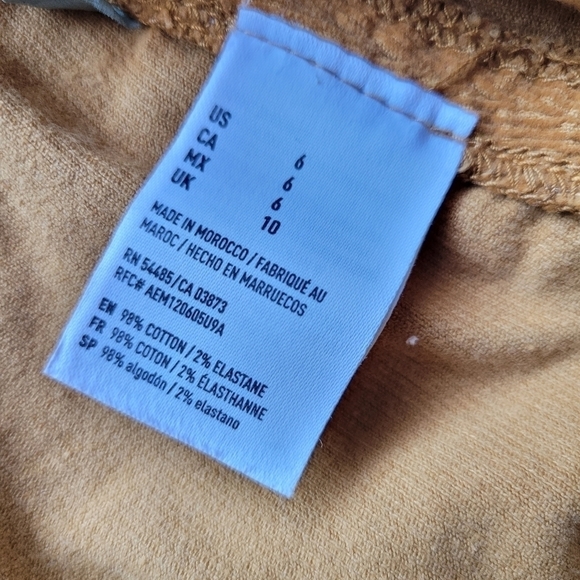 US 6
CA 6
MX 6
UK 10
MADE IN MOROCCO / FABRIQUÉ AU
MAROC / HECHO EN MARRUECOS
RN 54485/CA 03873
RFC# AEM120605U9A
EN 98% COTTON / 2% ELASTANE
FR 98% COTON / 2% ÉLASTHANNE
SP 98% algodón / 2% elastano